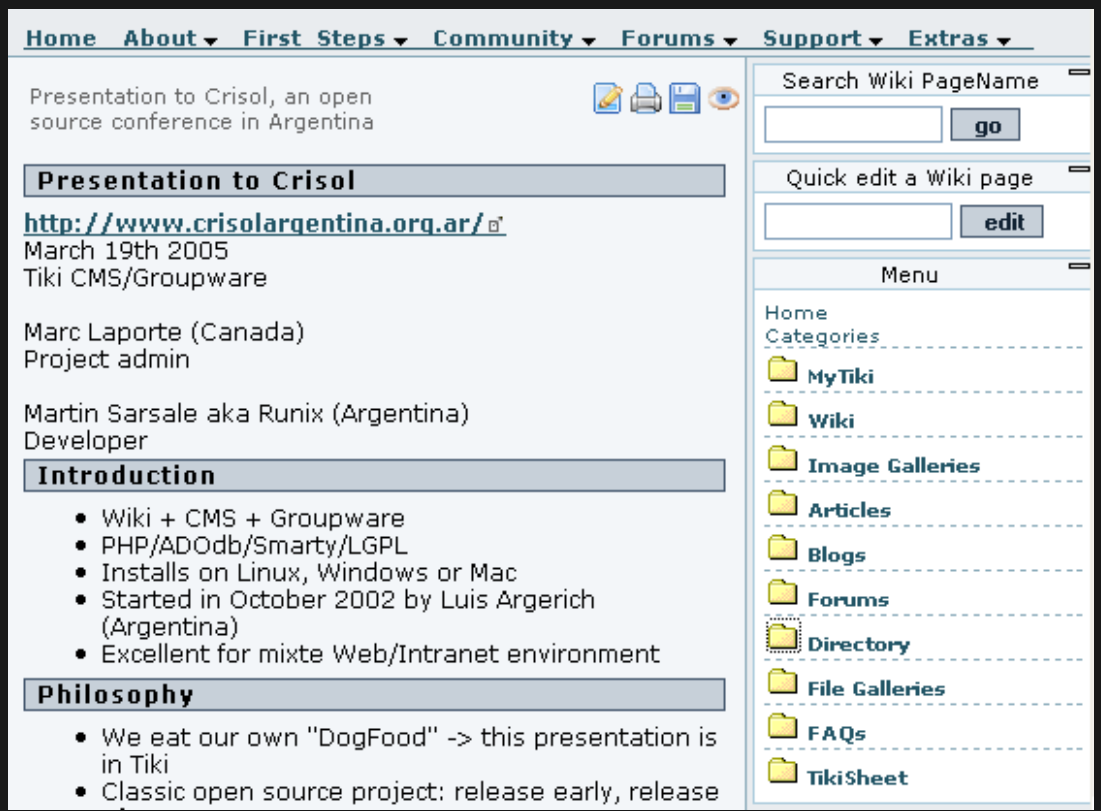 Home About First Steps Community Forums Support Extras
Presentation to Crisol, an open
source conference in Argentina
Presentation to Crisol
http://www.crisolargentina.org.ar/
March 19th 2005
Tiki CMS/Groupware
Marc Laporte (Canada)
Project admin
Martin Sarsale aka Runix (Argentina)
Developer
Introduction
Wiki + CMS + Groupware
PHP/ADOdb/Smarty/LGPL
Installs on Linux, Windows or Mac
Started in October 2002 by Luis Argerich
(Argentina)
Excellent for mixte Web/Intranet environment
Philosophy
We eat our own "DogFood" -> this presentation is
in Tiki
Classic open source project: release early, release
Search Wiki PageName
go
Quick edit a Wiki page
edit
Menu
Home
Categories
MyTiki
Wiki
Image Galleries
Articles
Blogs
Forums
Directory
File Galleries
FAQs
TikiSheet